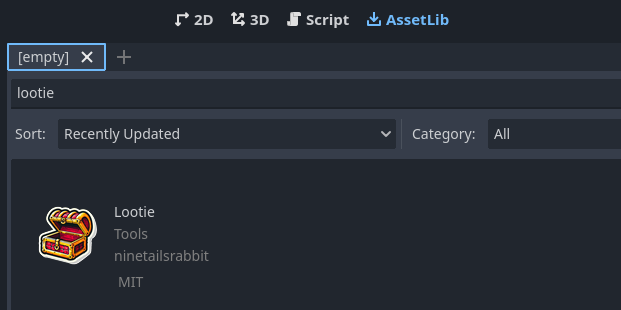 2D 3D Script AssetLib
[empty]
lootie
Sort: Recently Updated Category: All
Lootie
Tools
ninetailsrabbit
MIT